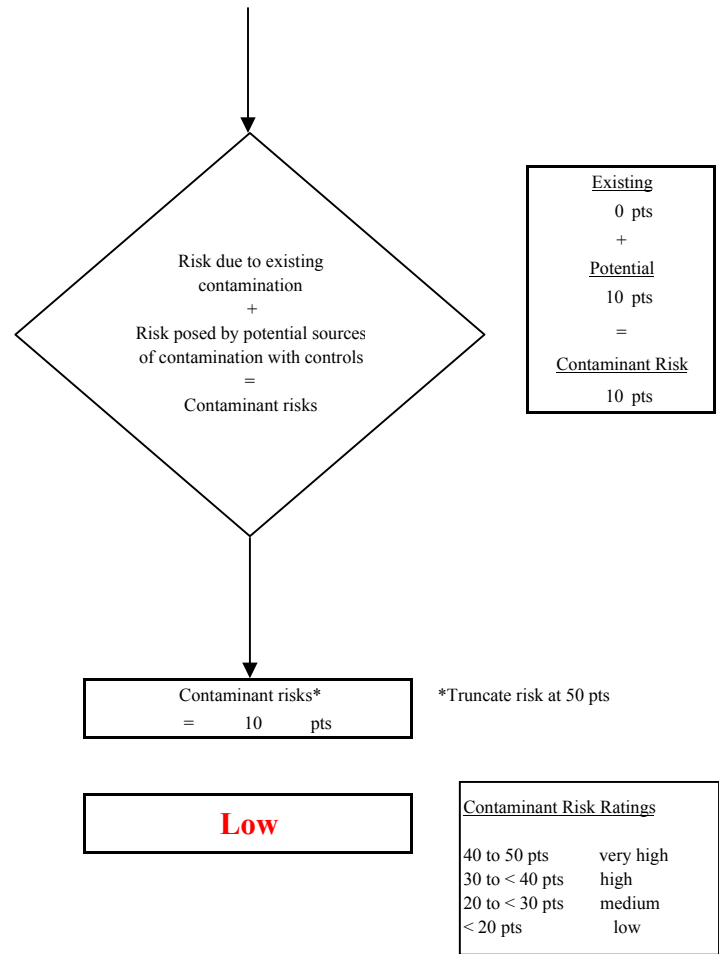 Risk due to existing
contamination
+
Risk posed by potential sources
of contamination with controls
=
Contaminant risks
Existing
0 pts
+
Potential
10 pts
=
Contaminant Risk
10 pts
Contaminant risks*
= 10 pts
*Truncate risk at 50 pts
Low
Contaminant Risk Ratings
40 to 50 pts very high
30 to < 40 pts high
20 to < 30 pts medium
< 20 pts low